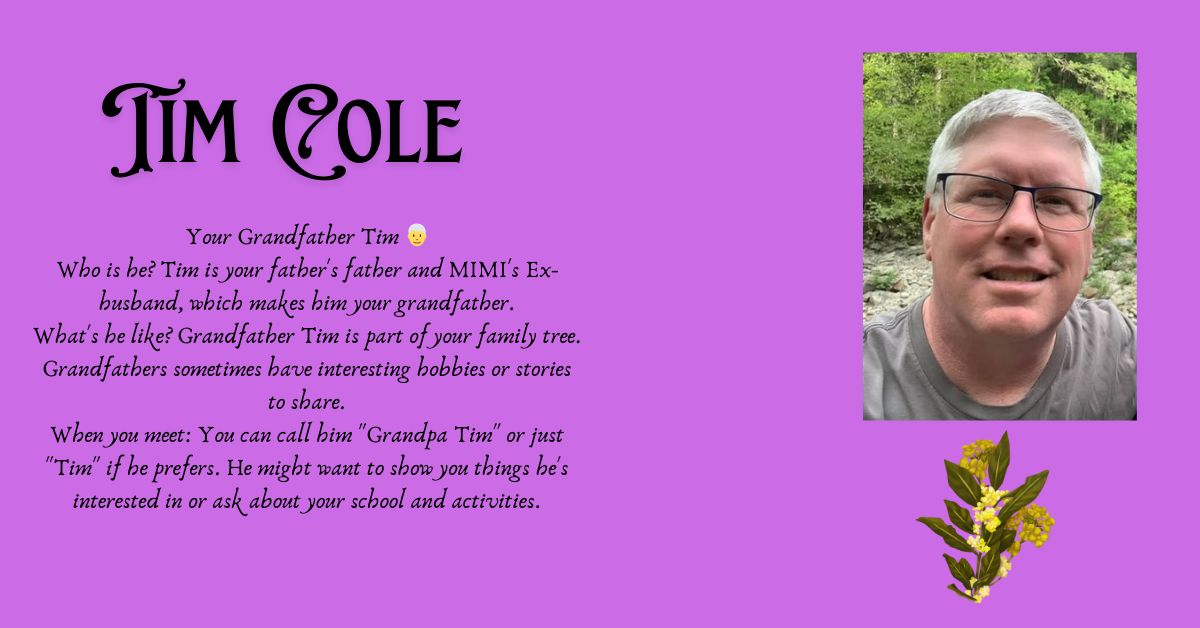 Tim Cole
Your Grandfather Tim 👨‍🦳
Who is he? Tim is your father's father and MIMI's Ex-
husband, which makes him your grandfather.
What's he like? Grandfather Tim is part of your family tree.
Grandfathers sometimes have interesting hobbies or stories
to share.
When you meet: You can call him "Grandpa Tim" or just
"Tim" if he prefers. He might want to show you things he's
interested in or ask about your school and activities.